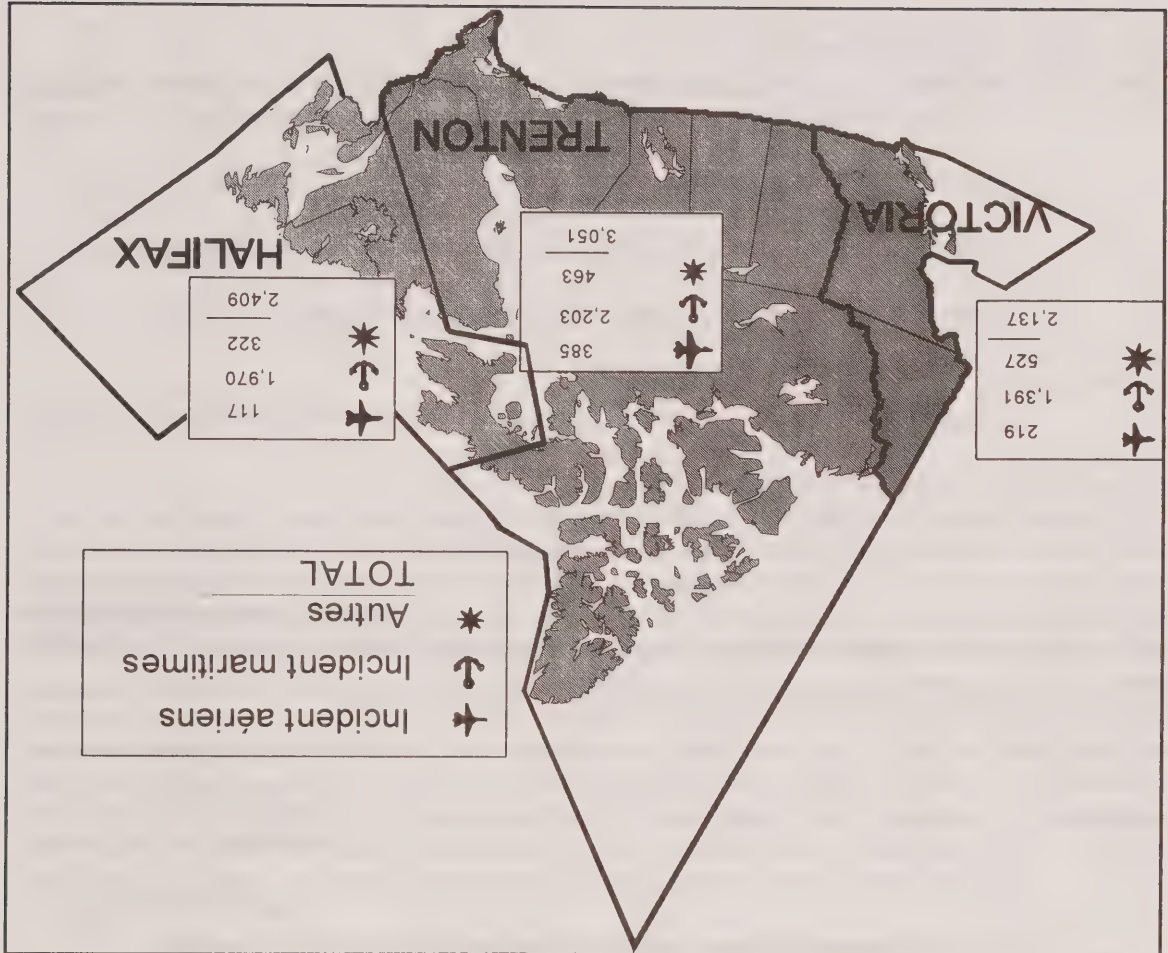 Incident aériens
Incident maritimes
Autres
TOTAL
219
1,391
527
2,137
VICTORIA
385
2,203
463
3,051
TRENTON
117
1,970
322
2,409
HALIFAX